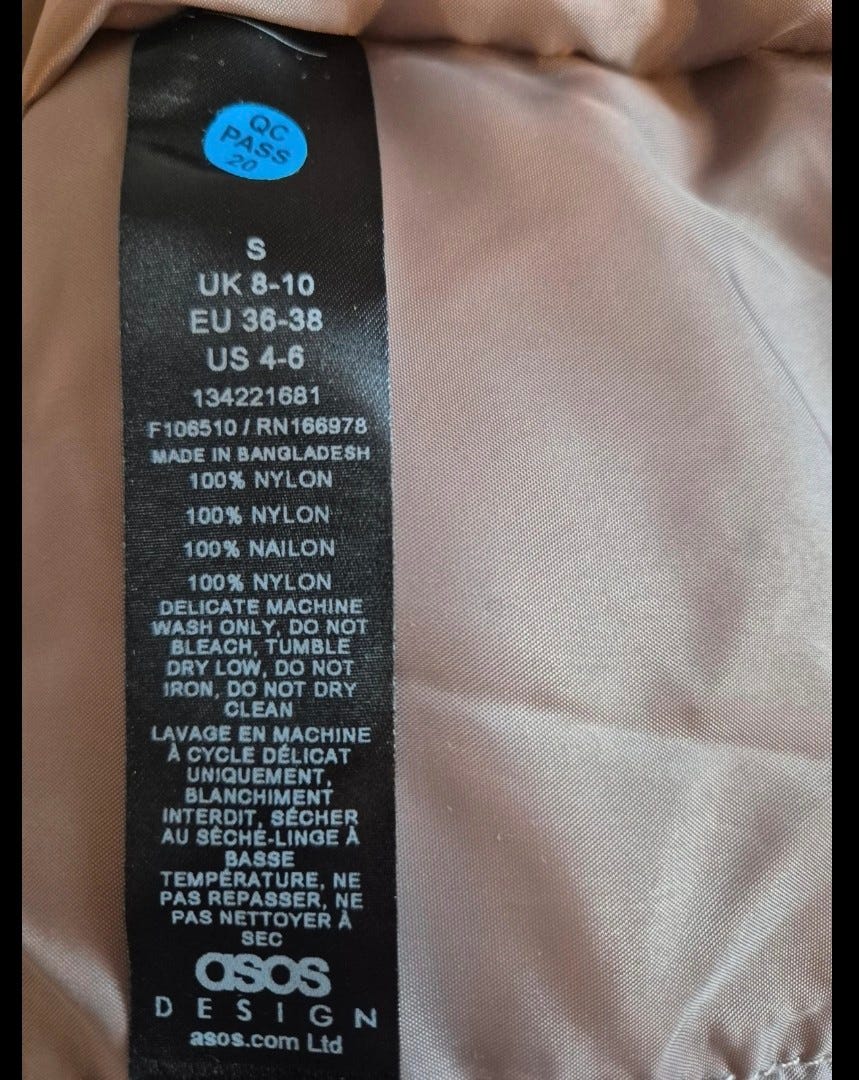 QC
PASS
20
S
UK 8-10
EU 36-38
US 4-6
134221681
F106510 / RN166978
MADE IN BANGLADESH
100% NYLON
100% NYLON
100% NAILON
100% NYLON
DELICATE MACHINE
WASH ONLY, DO NOT
BLEACH, TUMBLE
DRY LOW, DO NOT
IRON, DO NOT DRY
CLEAN
LAVAGE EN MACHINE
À CYCLE DÉLICAT
UNIQUEMENT,
BLANCHIMENT
INTERDIT, SÉCHER
AU SÈCHE-LINGE À
BASSE
TEMPÉRATURE, NE
PAS REPASSER, NE
PAS NETTOYER À
SEC
asos
DESIGN
asos.com Ltd